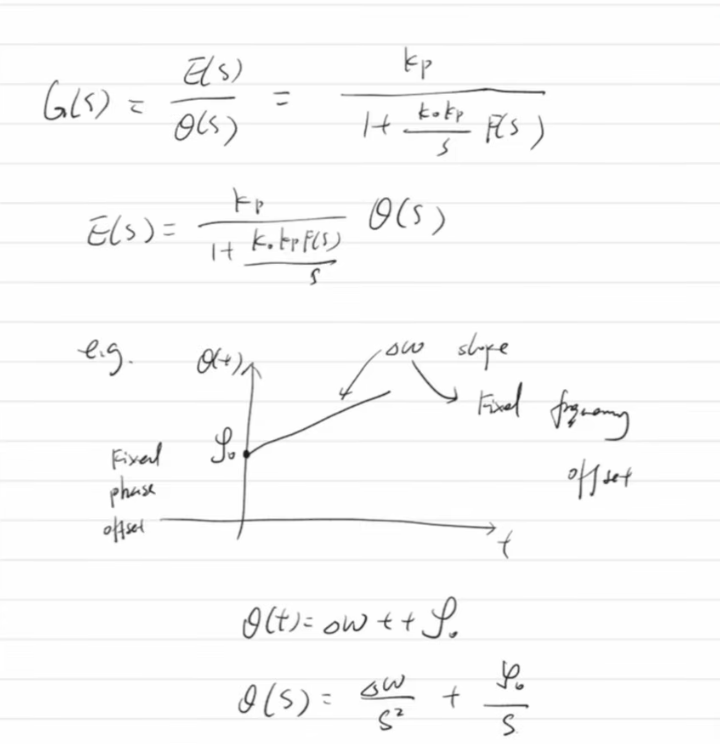 G(s) = E(s)/θ(s) = kp / (1 + (k₀kp/s) F(s))
E(s) = kp / (1 + k₀kpF(s)/s) θ(s)
e.g. θ(t) Δω slope
φ₀ Fixed frequency
Fixed
phase offset
offset
t
θ(t) = Δω t + φ₀
θ(s) = Δω/s² + φ₀/s